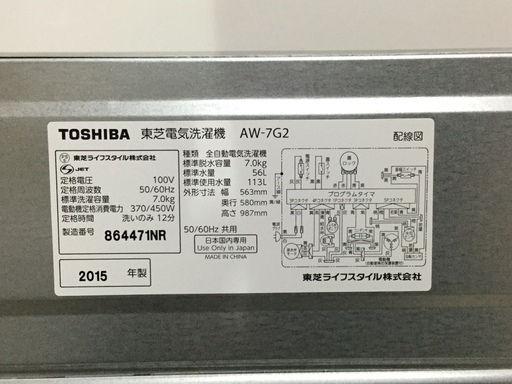 TOSHIBA 東芝電気洗濯機 AW-7G2 配線図
東芝ライフスタイル株式会社
JET
定格電圧 100V
定格周波数 50/60Hz
標準洗濯容量 7.0kg
電動機定格消費電力 370/450W
定格時間 洗いのみ 12分
製造番号 864471NR
2015 年製
種類 全自動電気洗濯機
標準脱水容量 7.0kg
標準水量 56L
標準使用水量 113L
外形寸法 幅 563mm
奥行 580mm
高さ 987mm
50/60Hz 共用
日本国内専用
Use Only in Japan
MADE IN CHINA
ロック
プログラムタイマ
東芝ライフスタイル株式会社